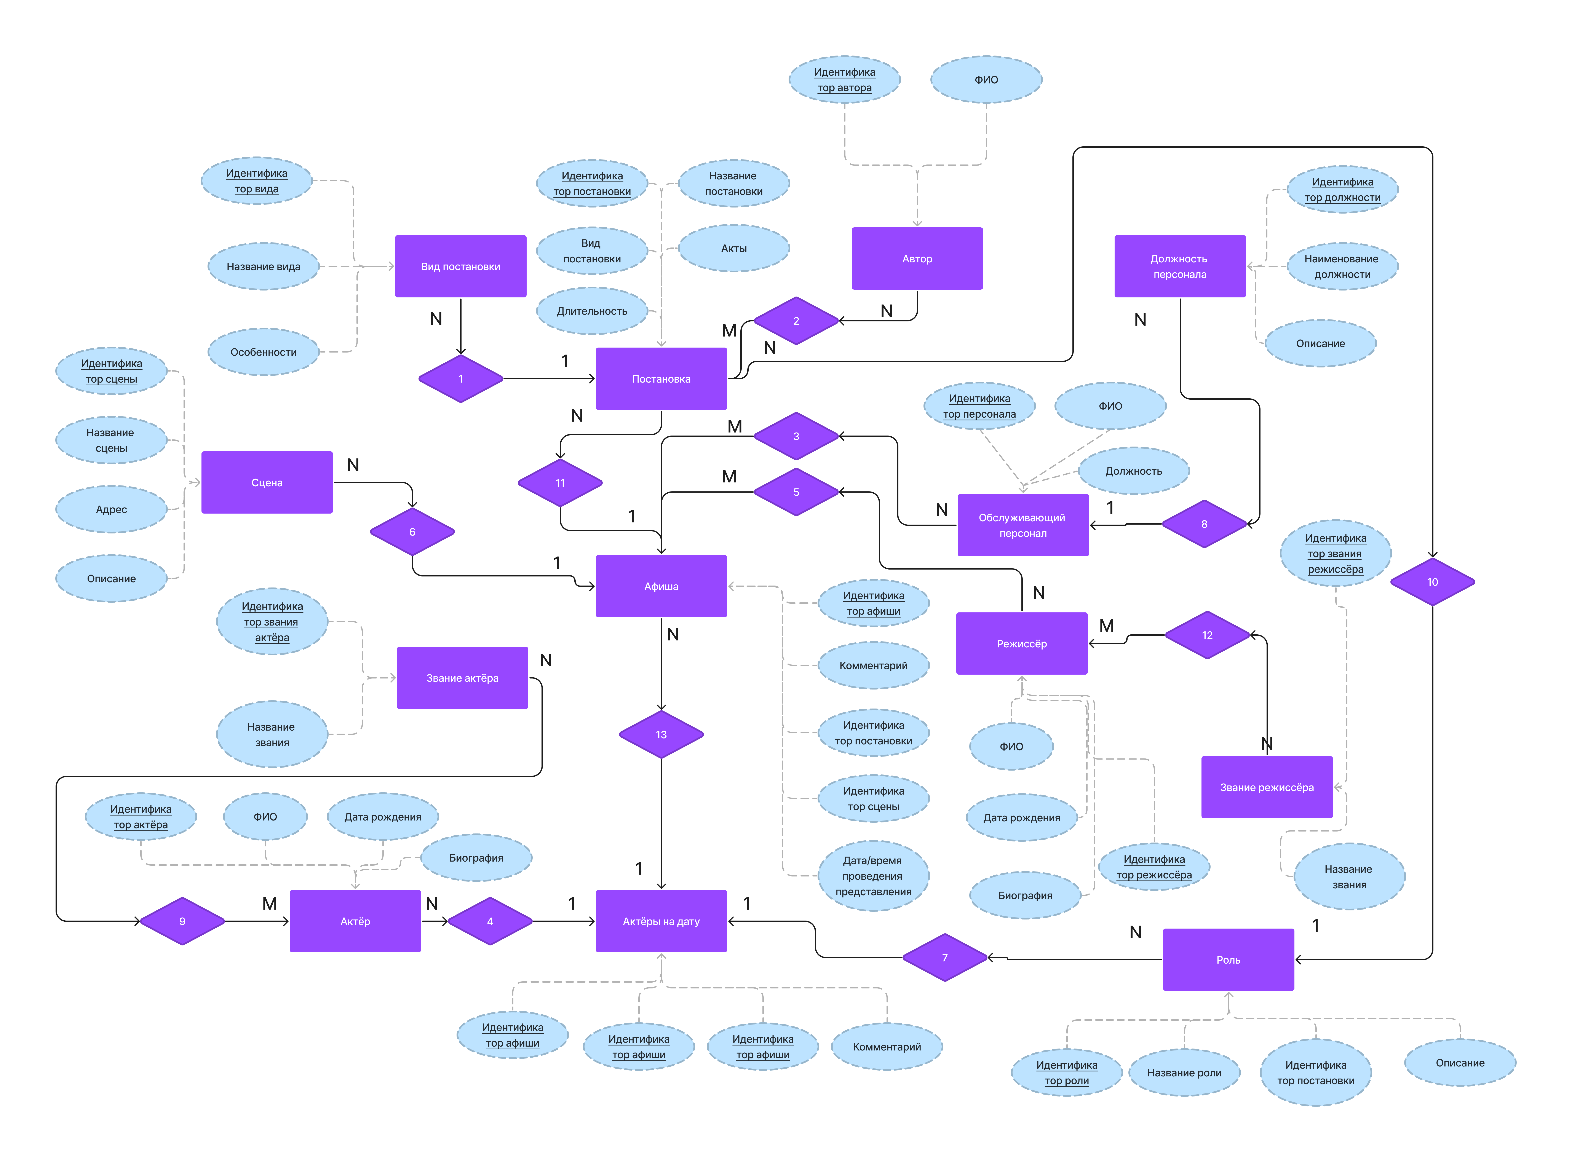 Идентифика
тор автора
ФИО
Идентифика
тор вида
Идентифика
тор постановки
Название
постановки
Идентифика
тор должности
Название вида
Вид постановки
Вид
постановки
Акты
Автор
Должность
персонала
Наименование
должности
N
Длительность
M
2
N
N
N
Особенности
Описание
Идентифика
тор сцены
1
1
Постановка
N
Идентифика
тор персонала
ФИО
Название
сцены
M
3
Должность
N
Сцена
11
M
5
Адрес
1
N
Обслуживающий
персонал
1
8
6
Идентифика
тор звания
режиссёра
Описание
1
Афиша
N
10
Идентифика
тор афиши
Идентифика
тор звания
актёра
N
M
12
Режиссёр
N
Звание актёра
Комментарий
Название
звания
13
Идентифика
тор постановки
ФИО
N
Звание режиссёра
Идентифика
тор сцены
Идентифика
тор актёра
ФИО
Дата рождения
Дата рождения
Биография
1
Дата/время
проведения
представления
Идентифика
тор режиссёра
Название
звания
Биография
9
M
Актёр
N
4
1
Актёры на дату
1
N
1
7
Роль
Идентифика
тор афиши
Идентифика
тор афиши
Идентифика
тор афиши
Комментарий
Идентифика
тор роли
Название роли
Идентифика
тор постановки
Описание